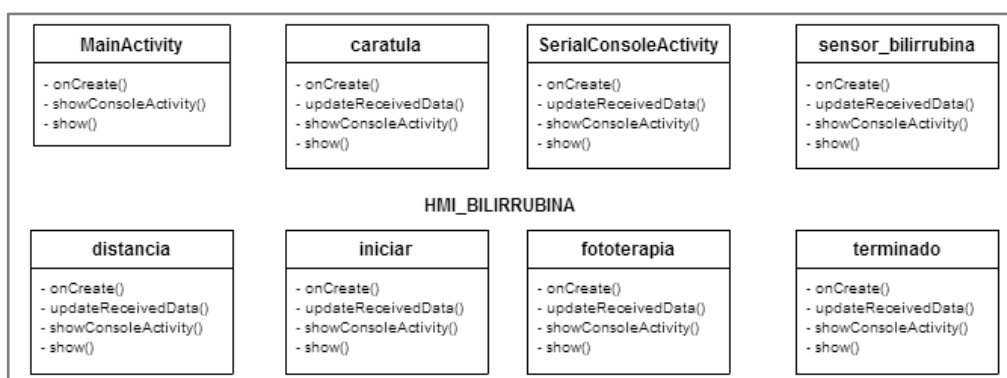 MainActivity
- onCreate()
- showConsoleActivity()
- show()
caratula
- onCreate()
- updateReceivedData()
- showConsoleActivity()
- show()
SerialConsoleActivity
- onCreate()
- updateReceivedData()
- showConsoleActivity()
- show()
sensor_bilirrubina
- onCreate()
- updateReceivedData()
- showConsoleActivity()
- show()
HMI_BILIRRUBINA
distancia
- onCreate()
- updateReceivedData()
- showConsoleActivity()
- show()
iniciar
- onCreate()
- updateReceivedData()
- showConsoleActivity()
- show()
fototerapia
- onCreate()
- updateReceivedData()
- showConsoleActivity()
- show()
terminado
- onCreate()
- updateReceivedData()
- showConsoleActivity()
- show()